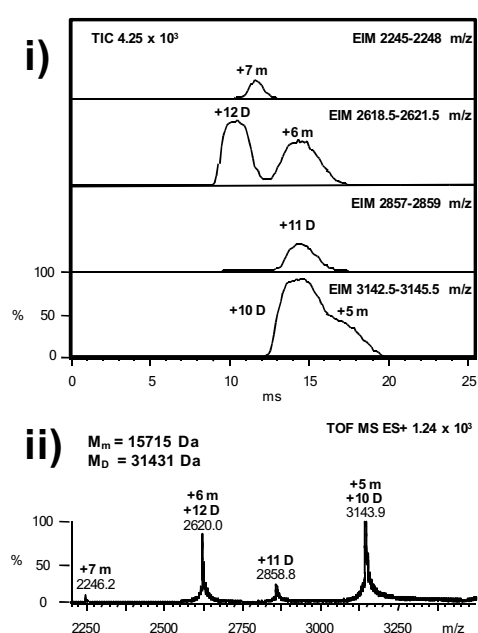 i)
TIC 4.25 x 10³
EIM 2245-2248 m/z
+7 m
+12 D
EIM 2618.5-2621.5 m/z
+6 m
EIM 2857-2859 m/z
+11 D
100
EIM 3142.5-3145.5 m/z
+10 D
+5 m
%
50
0
0 5 10 15 20 25
ms
ii)
TOF MS ES+ 1.24 x 10³
Mm = 15715 Da
MD = 31431 Da
+6 m
+12 D
2620.0
+5 m
+10 D
3143.9
100
+11 D
2858.8
%
50
+7 m
2246.2
0
2250 2500 2750 3000 3250 m/z